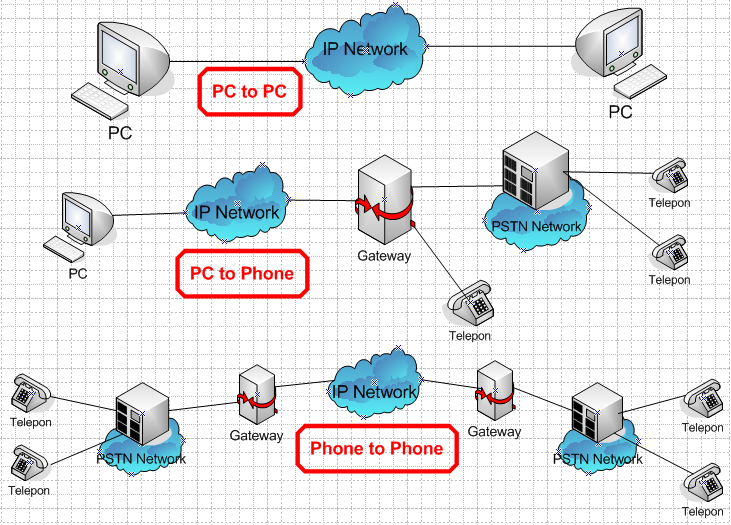 IP Network
PC to PC
PC
PC
IP Network
PSTN Network
Telepon
Gateway
PC
PC to Phone
Telepon
Telepon
IP Network
Telepon
Gateway
Gateway
Telepon
Phone to Phone
PSTN Network
PSTN Network
Telepon
Telepon